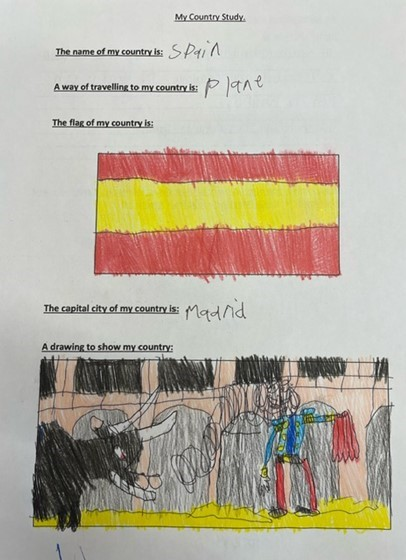 My Country Study.
The name of my country is: Spain
A way of travelling to my country is: plane
The flag of my country is:
The capital city of my country is: Madrid
A drawing to show my country: